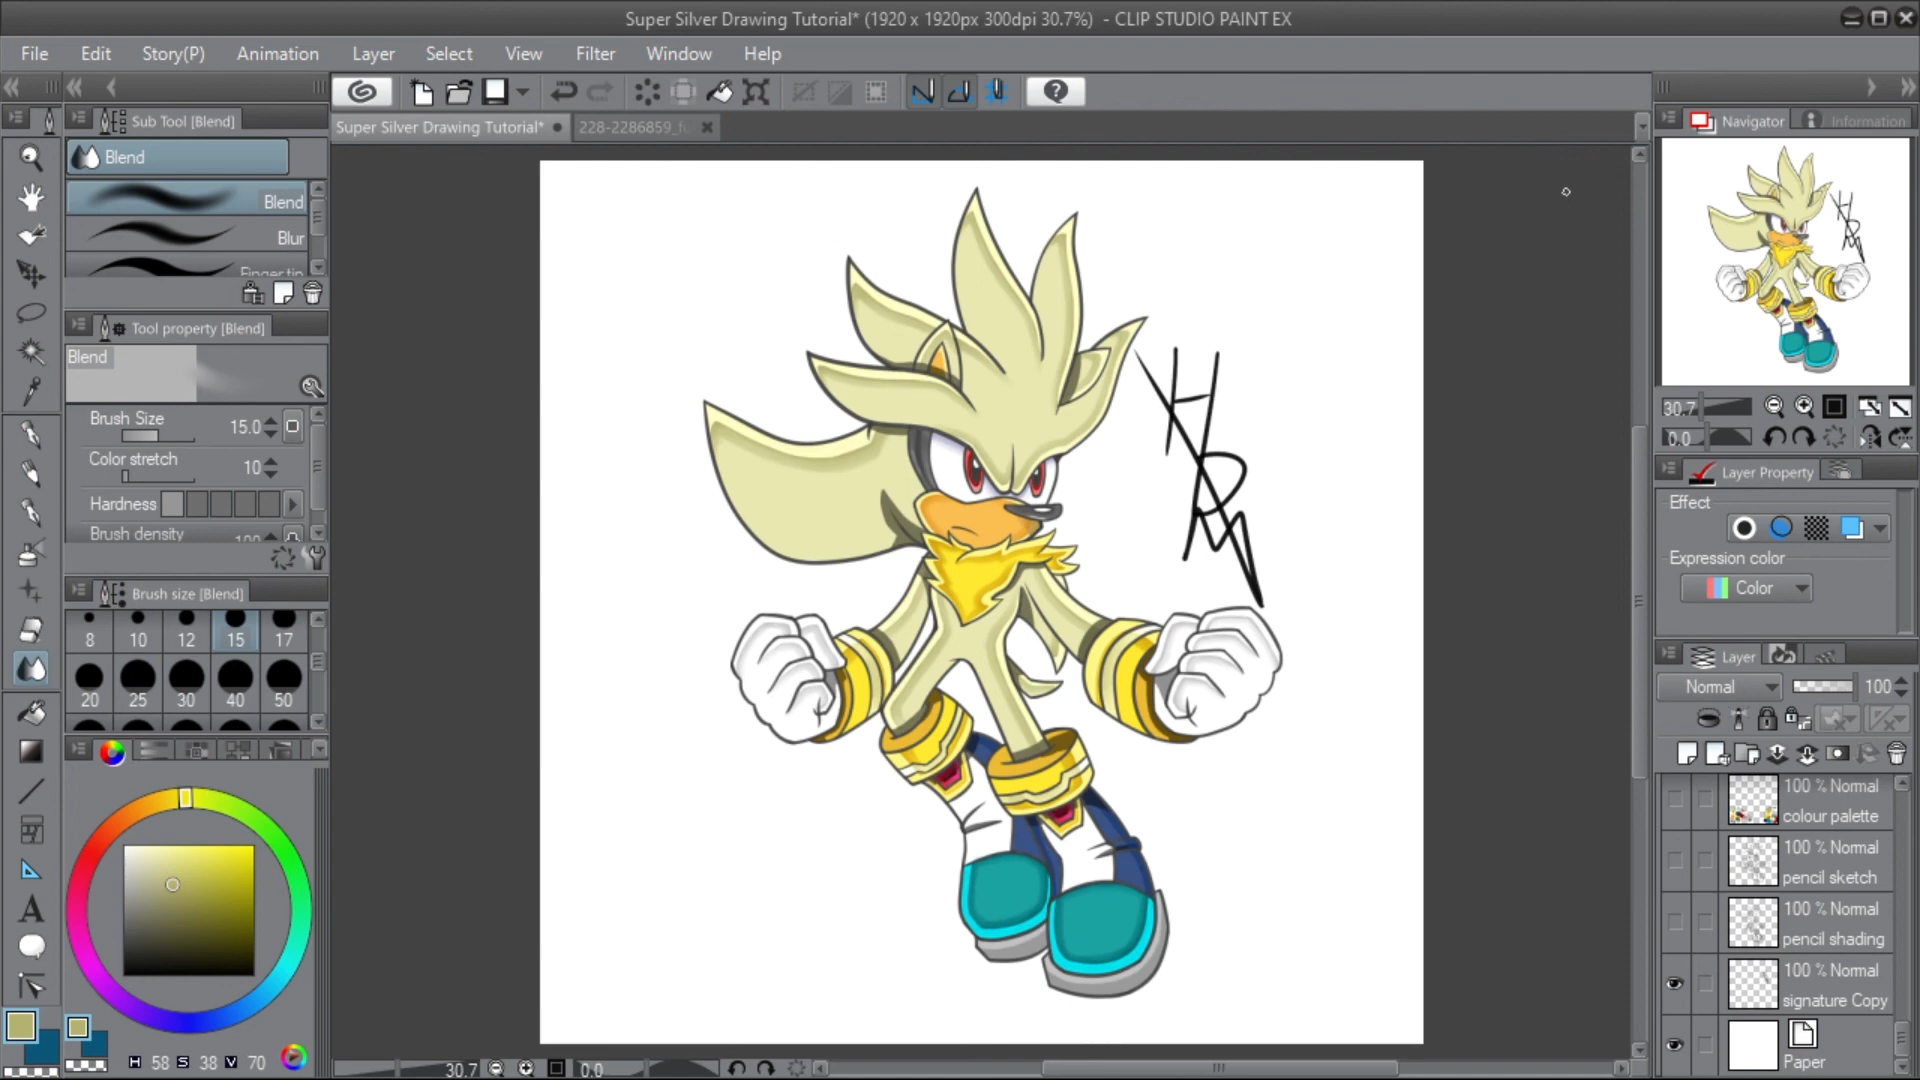 Super Silver Drawing Tutorial* (1920 x 1920px 300dpi 30.7%) - CLIP STUDIO PAINT EX
File Edit Story(P) Animation Layer Select View Filter Window Help
Sub Tool [Blend]
Super Silver Drawing Tutorial*
228-2286859_fu
Navigator
Information
Blend
Blend
Blur
Finger tip
Tool property [Blend]
Blend
Brush Size 15.0
Color stretch 10
Hardness
Brush density 100
Brush size [Blend]
8 10 12 15 17
20 25 30 40 50
H 58 S 38 V 70
30.7 0.0
30.7
0.0
Layer Property
Effect
Expression color
Color
Layer
Normal 100
100 % Normal
colour palette
100 % Normal
pencil sketch
100 % Normal
pencil shading
100 % Normal
signature Copy
Paper